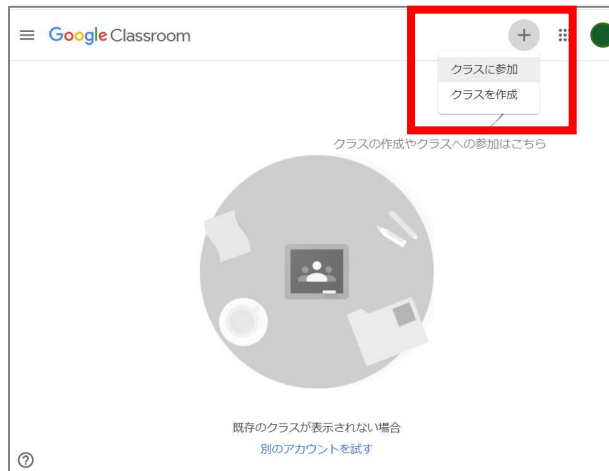 Google Classroom
クラスに参加
クラスを作成
クラスの作成やクラスへの参加はこちら
既存のクラスが表示されない場合
別のアカウントを試す